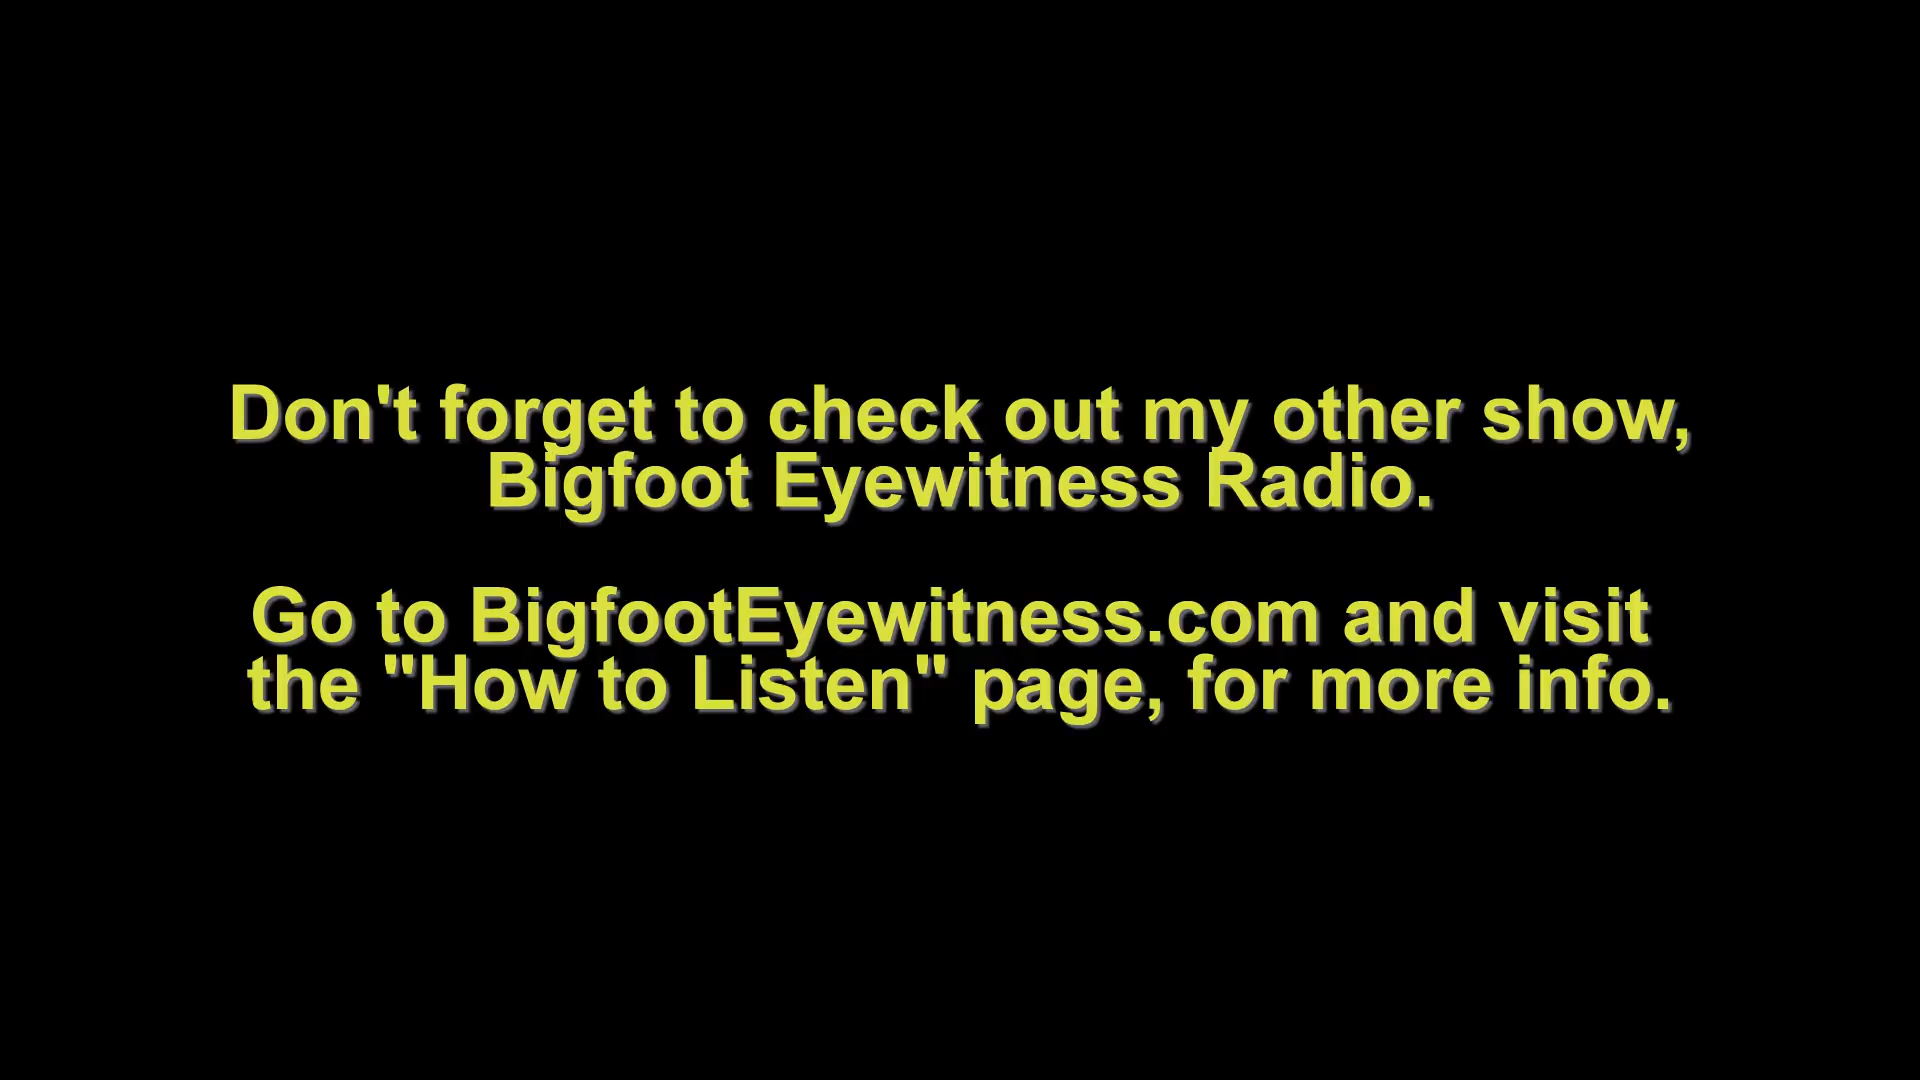 Don't forget to check out my other show,
Bigfoot Eyewitness Radio.
Go to BigfootEyewitness.com and visit
the "How to Listen" page, for more info.